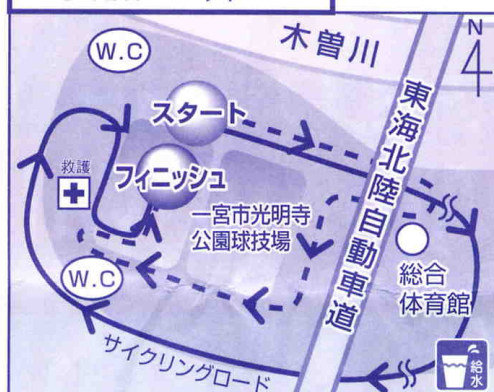 W.C
木曽川
N
スタート
東海北陸自動車道
救護
フィニッシュ
一宮市光明寺
公園球技場
総合
体育館
W.C
サイクリングロード
給水